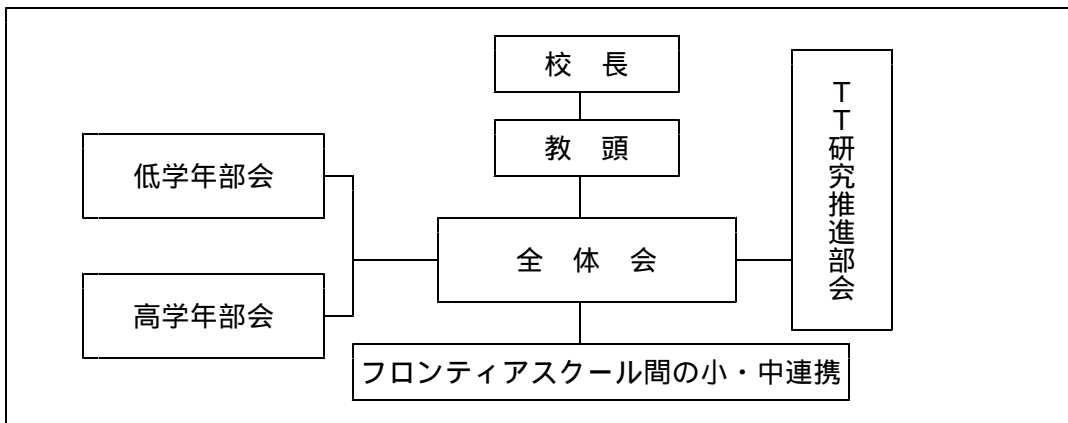 校　長
教　頭
低学年部会
全　体　会
高学年部会
ＴＴ研究推進部会
フロンティアスクール間の小・中連携